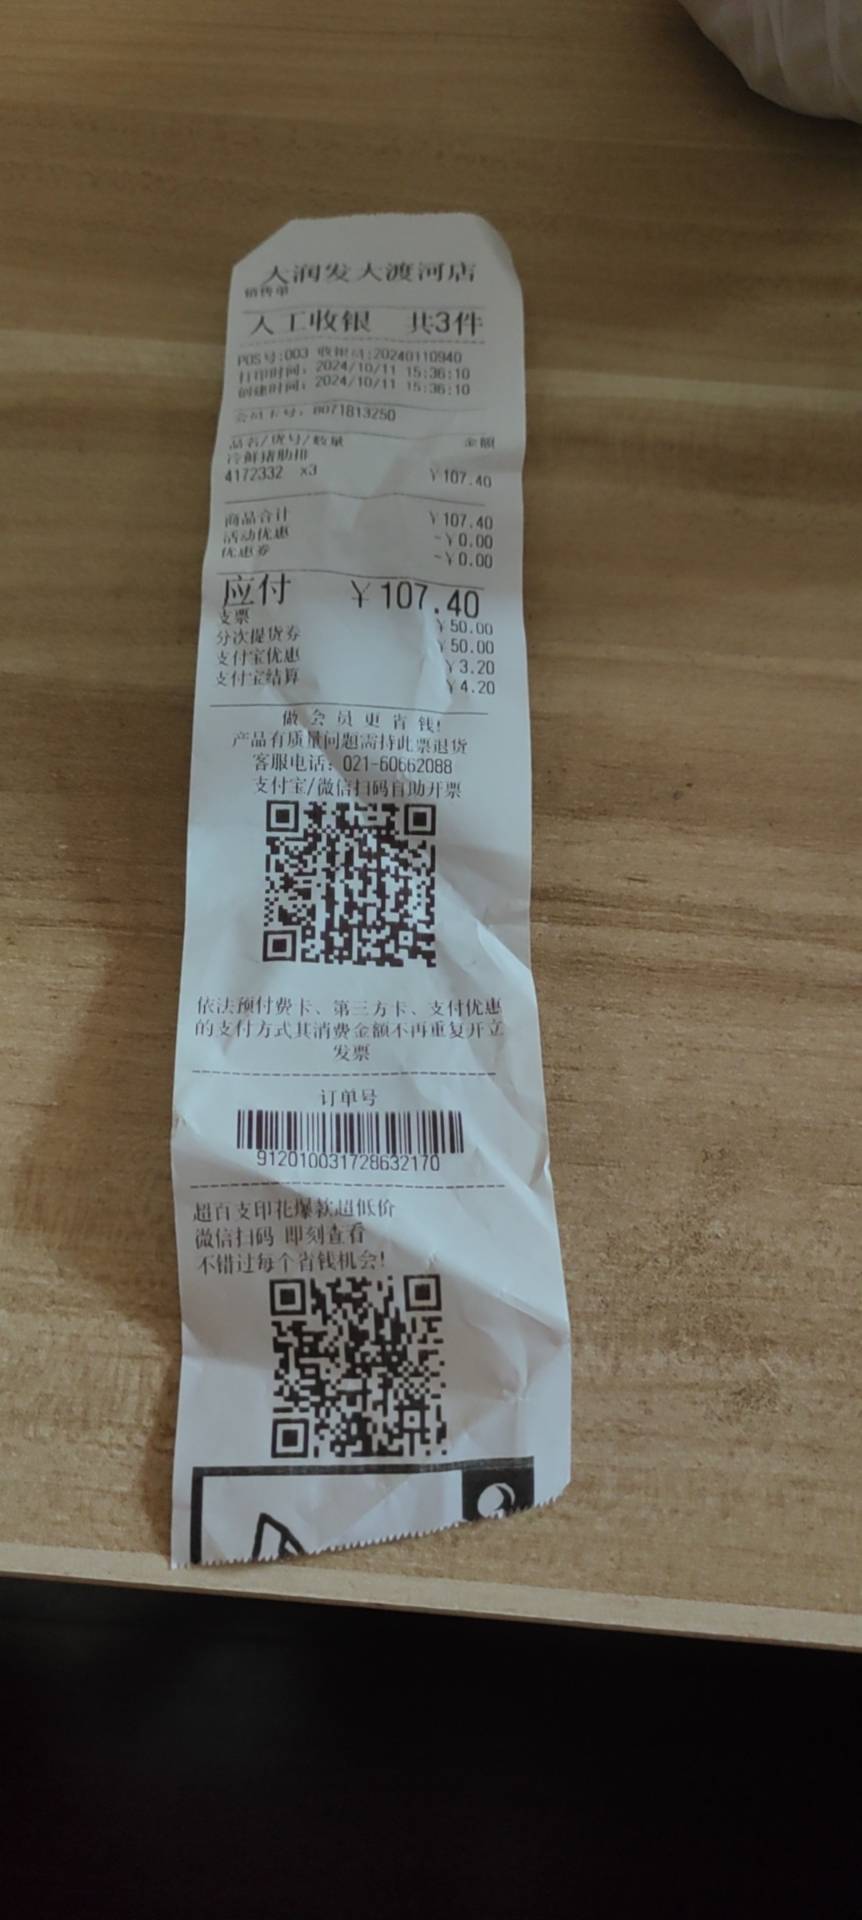 大润发大渡河店
销售单
人工收银 共3件
POS号:003 收银员:20240110940
打印时间: 2024/10/11 15:36:10
创建时间: 2024/10/11 15:36:10
会员卡号: 8071813250
品名/货号/数量 金额
冷鲜猪肋排
4172332 x3 ￥107.40
商品合计 ￥107.40
活动优惠 -￥0.00
优惠券 -￥0.00
应付 ￥107.40
支票 ￥50.00
分次提货券 ￥50.00
支付宝优惠 ￥3.20
支付宝结算 ￥4.20
做会员更省钱!
产品有质量问题需持此票退货
客服电话: 021-60662088
支付宝/微信扫码自助开票
依法预付费卡、第三方卡、支付优惠
的支付方式其消费金额不再重复开立
发票
订单号
912010031728632170
超百支印花爆款超低价
微信扫码 即刻查看
不错过每个省钱机会!